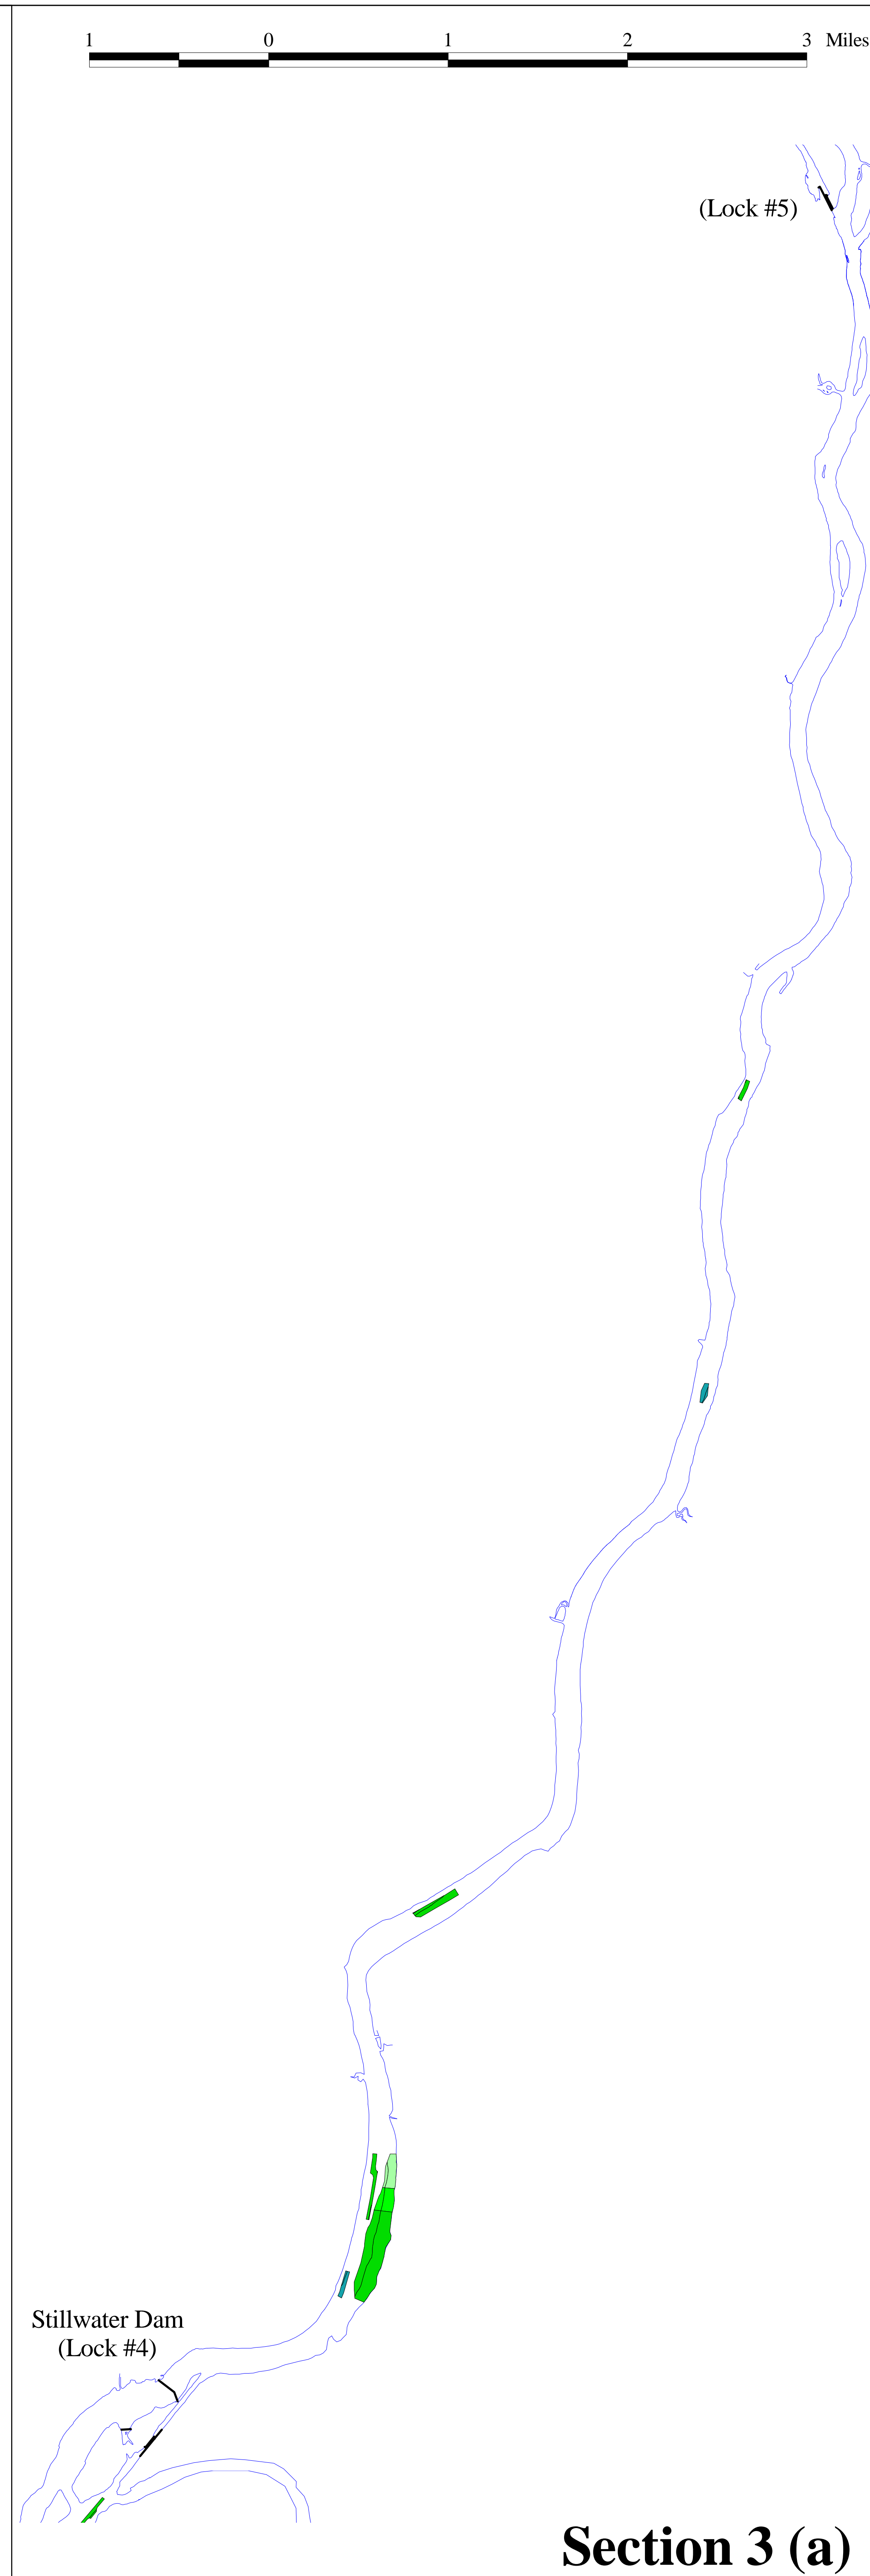 1 0 1 2 3 Miles
(Lock #5)
Stillwater Dam
(Lock #4)
Section 3 (a)